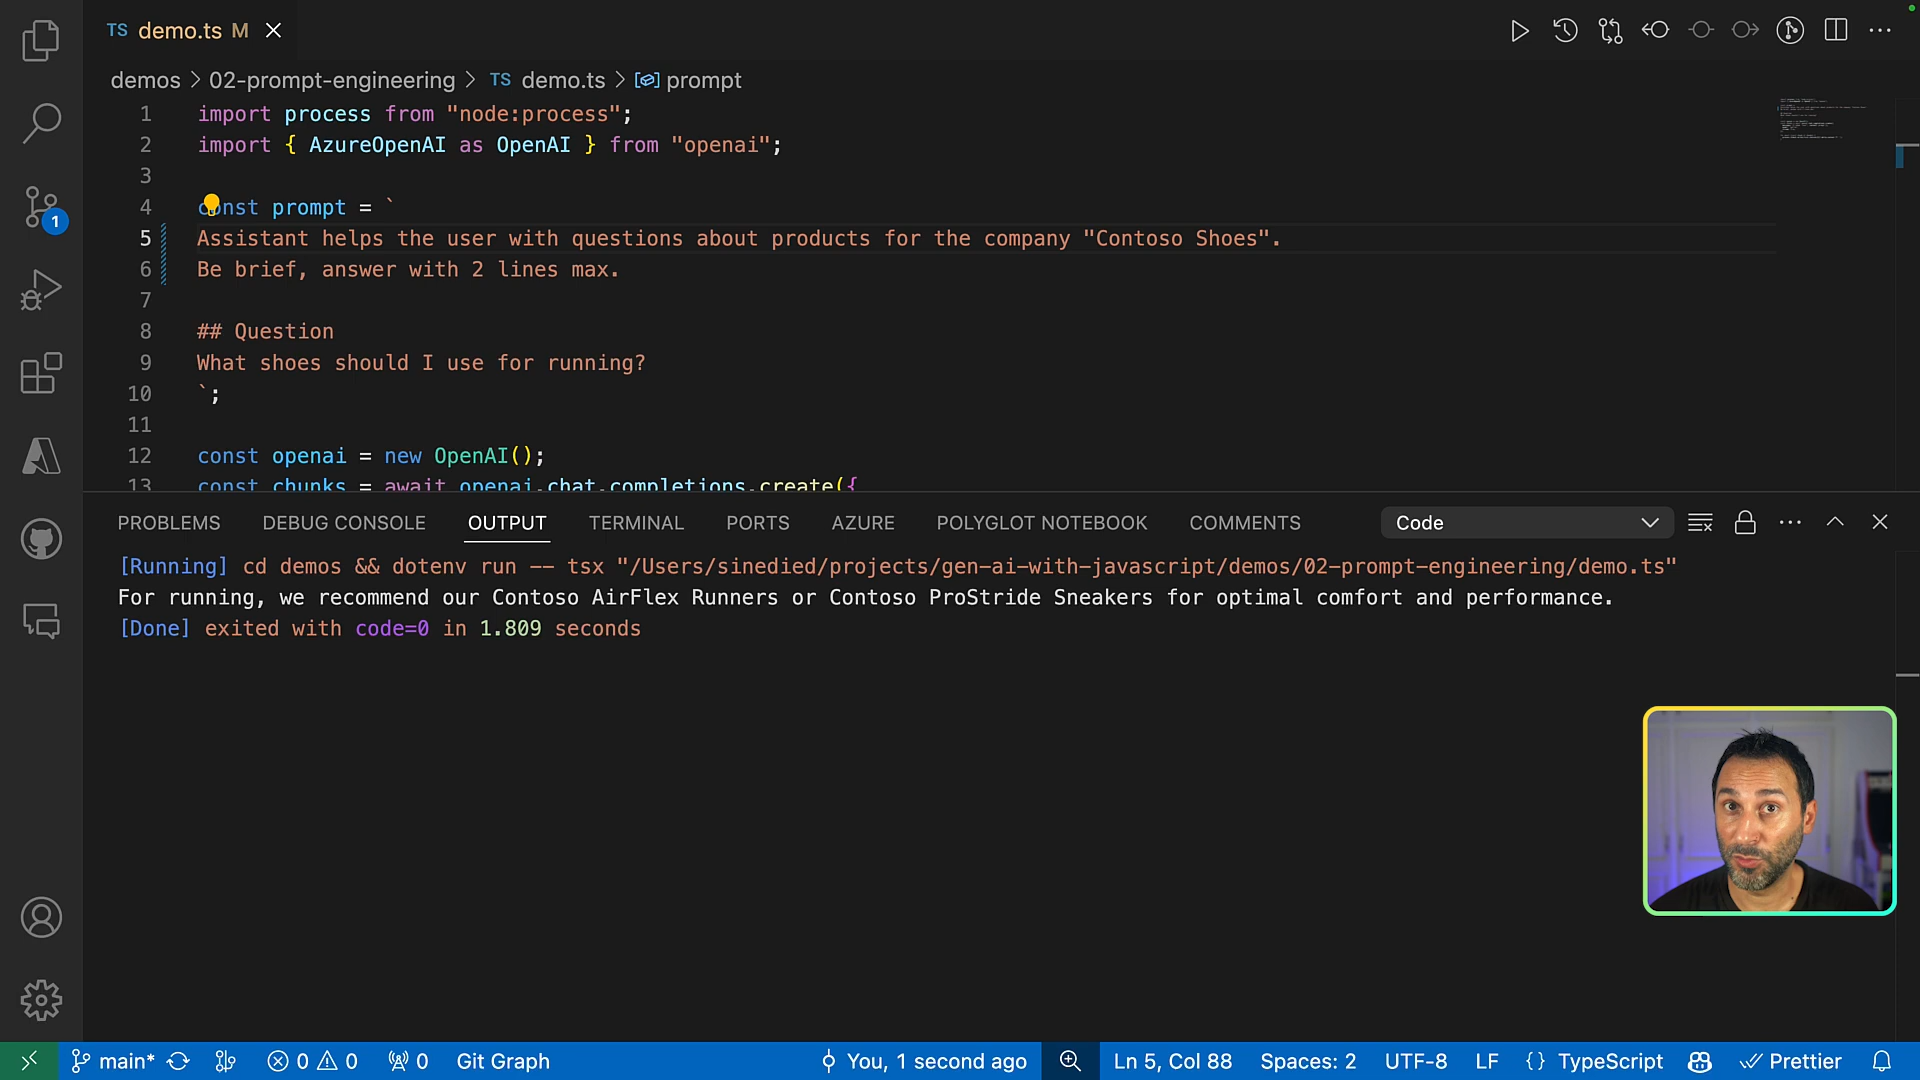 TS demo.ts M
demos > 02-prompt-engineering > TS demo.ts > prompt
1 import process from "node:process";
2 import { AzureOpenAI as OpenAI } from "openai";
3
4 const prompt = `
5 Assistant helps the user with questions about products for the company "Contoso Shoes".
6 Be brief, answer with 2 lines max.
7
8 ## Question
9 What shoes should I use for running?
10 `;
11
12 const openai = new OpenAI();
13 const chunks = await openai.chat.completions.create({
1
PROBLEMS DEBUG CONSOLE OUTPUT TERMINAL PORTS AZURE POLYGLOT NOTEBOOK COMMENTS Code
[Running] cd demos && dotenv run -- tsx "/Users/sinedied/projects/gen-ai-with-javascript/demos/02-prompt-engineering/demo.ts"
For running, we recommend our Contoso AirFlex Runners or Contoso ProStride Sneakers for optimal comfort and performance.
[Done] exited with code=0 in 1.809 seconds
main* 0 0 0 Git Graph You, 1 second ago Ln 5, Col 88 Spaces: 2 UTF-8 LF {} TypeScript Prettier